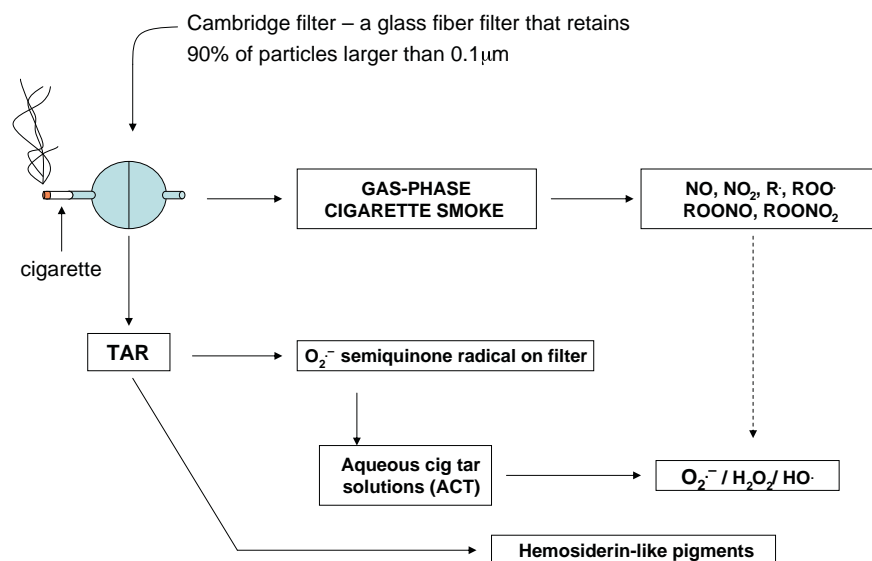 Cambridge filter – a glass fiber filter that retains
90% of particles larger than 0.1μm
GAS-PHASE
CIGARETTE SMOKE
NO, NO₂, R·, ROO·
ROONO, ROONO₂
cigarette
TAR
O₂·⁻ semiquinone radical on filter
Aqueous cig tar
solutions (ACT)
O₂·⁻ / H₂O₂/ HO·
Hemosiderin-like pigments